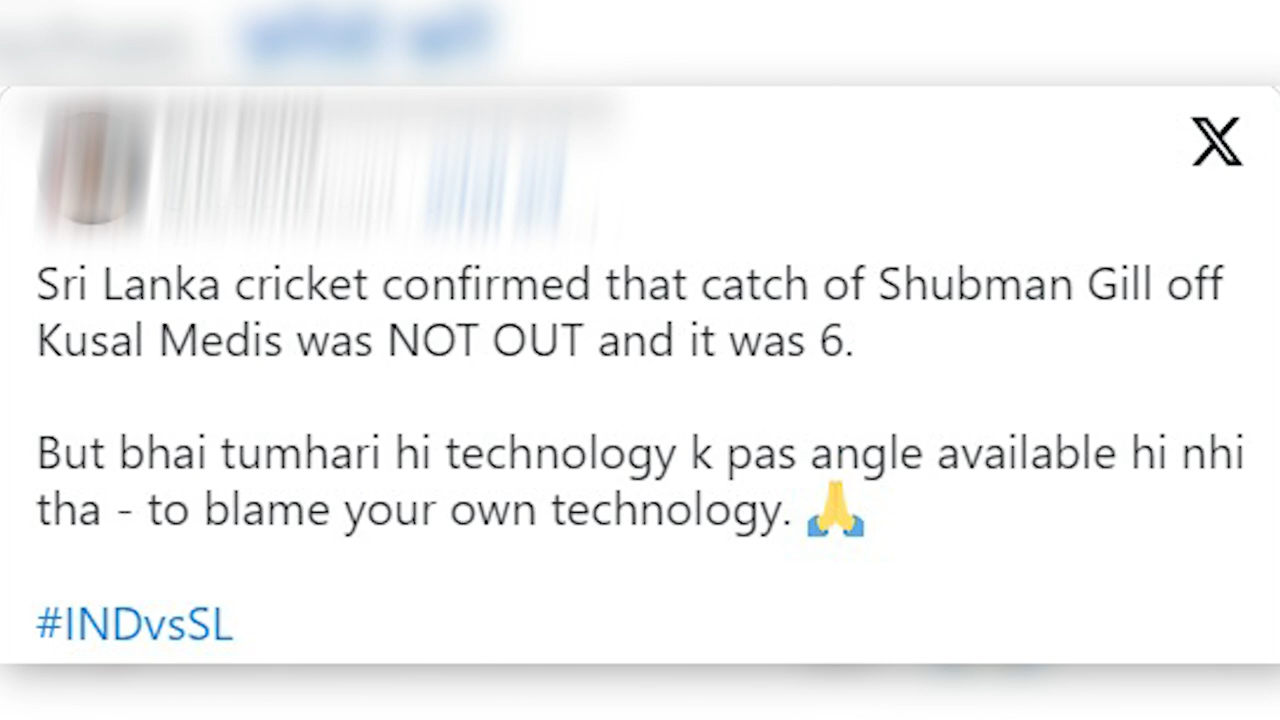 Sri Lanka cricket confirmed that catch of Shubman Gill off
Kusal Medis was NOT OUT and it was 6.
But bhai tumhari hi technology k pas angle available hi nhi
tha - to blame your own technology. 🙏
#INDvsSL